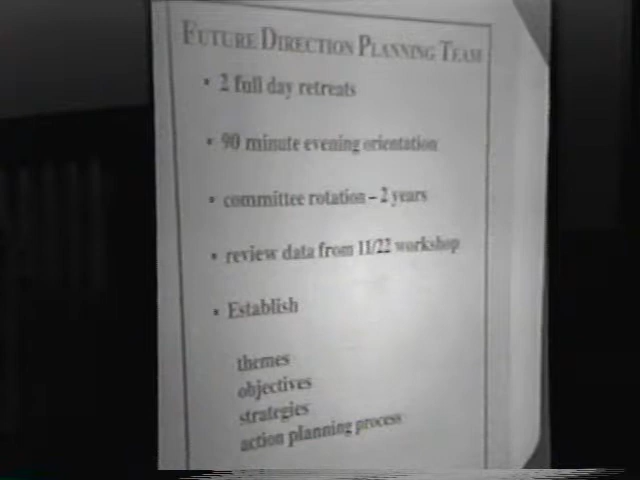 FUTURE DIRECTION PLANNING TEAM
• 2 full day retreats
• 90 minute evening orientation
• committee rotation – 2 years
• review data from 11/22 workshop
• Establish
themes
objectives
strategies
action planning process